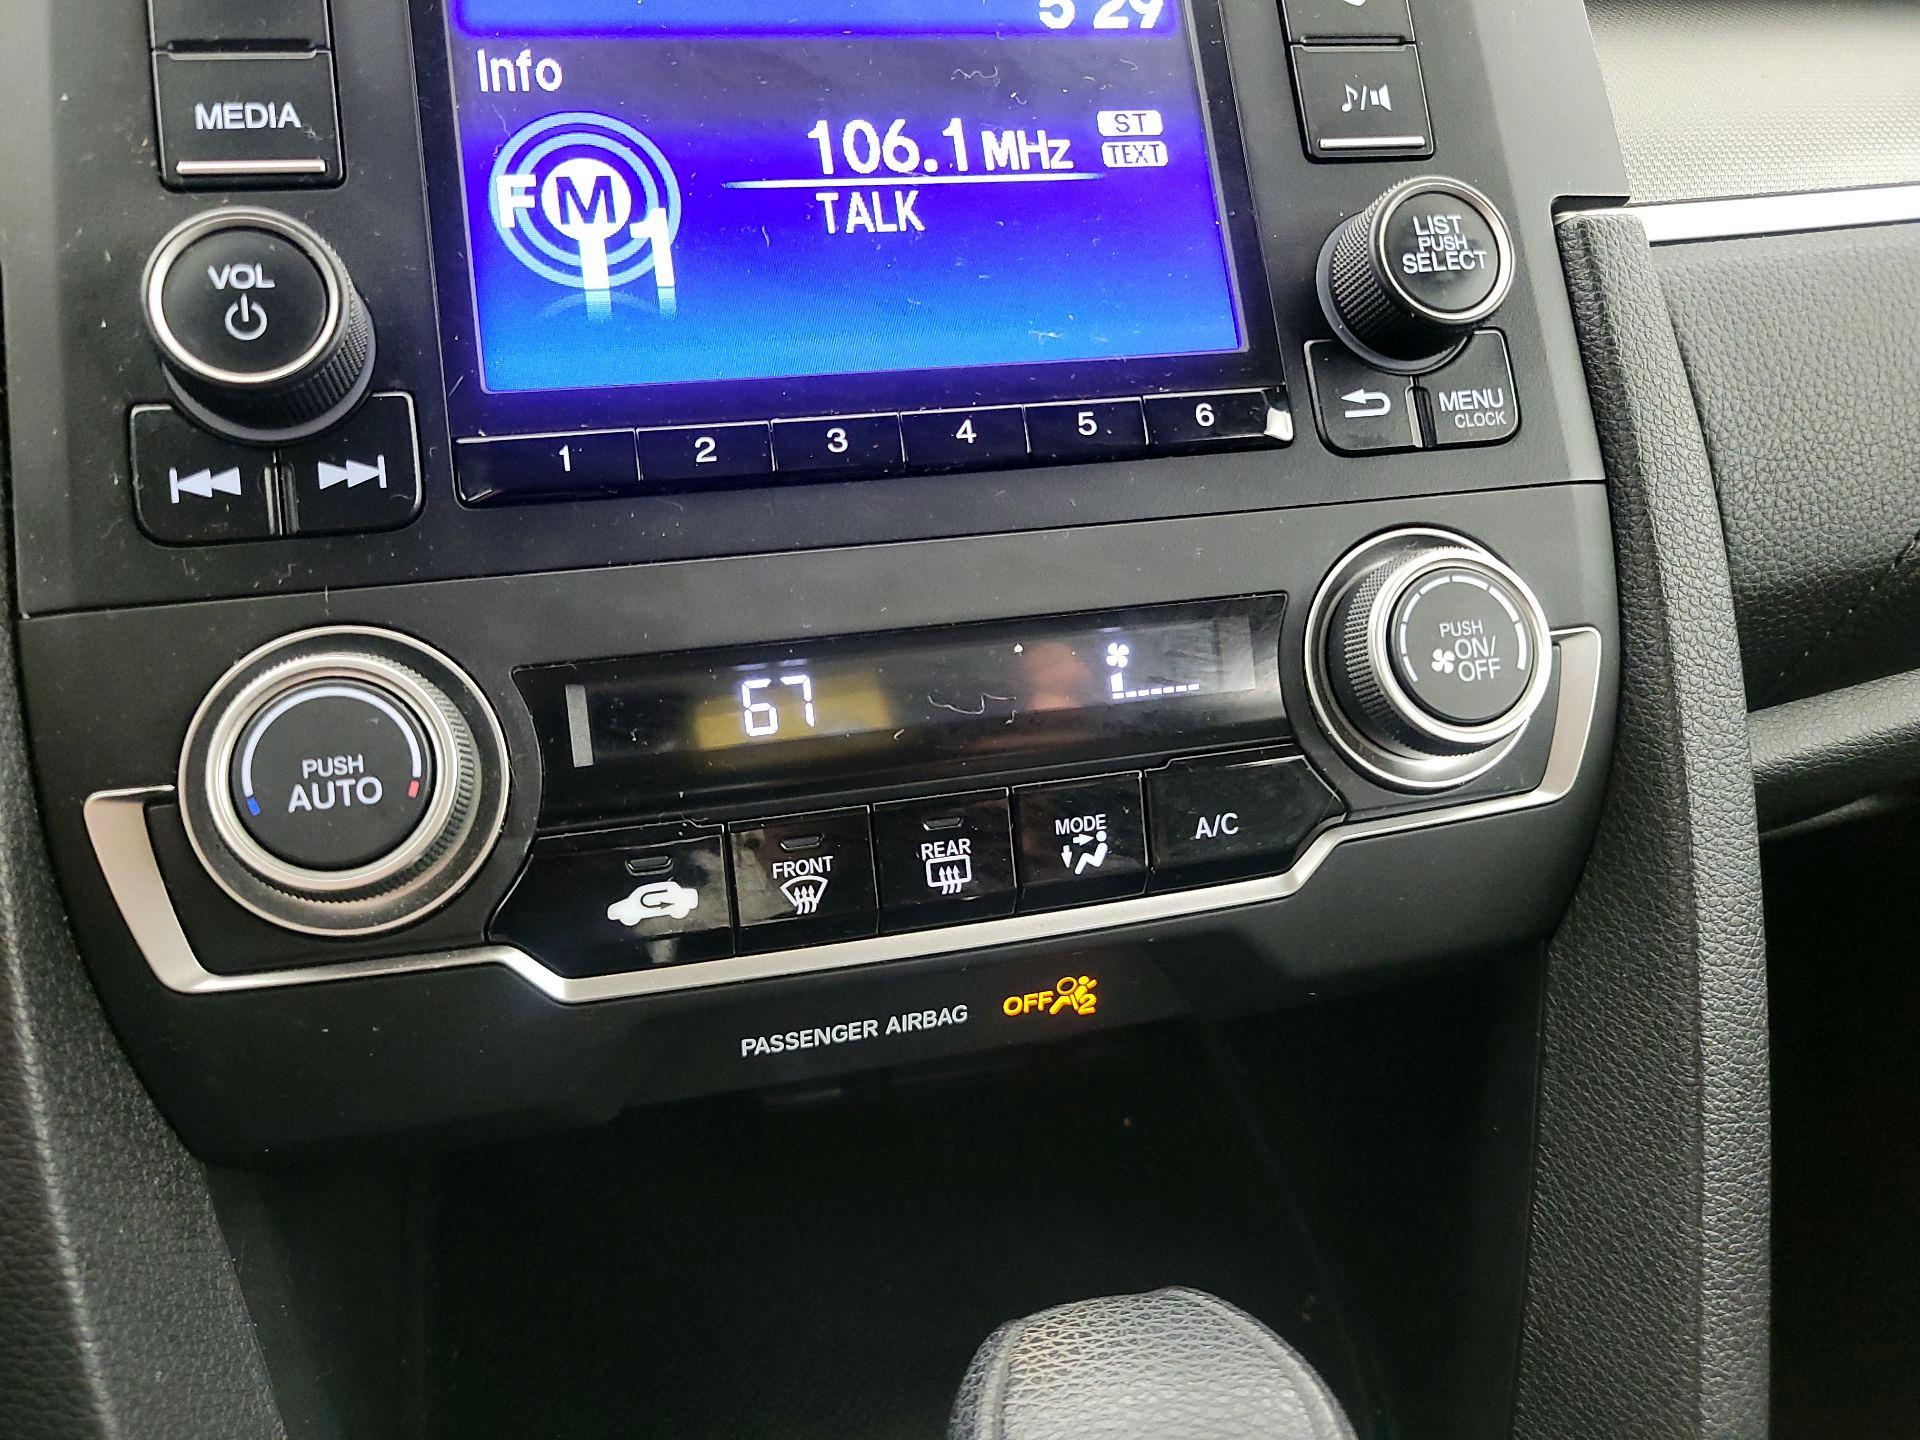 5 29
Info
MEDIA
106.1 MHz
ST
TEXT
FM1
TALK
VOL
LIST
PUSH
SELECT
MENU
CLOCK
1 2 3 4 5 6
67
PUSH
ON/
OFF
PUSH
AUTO
FRONT
REAR
MODE
A/C
PASSENGER AIRBAG OFF 2